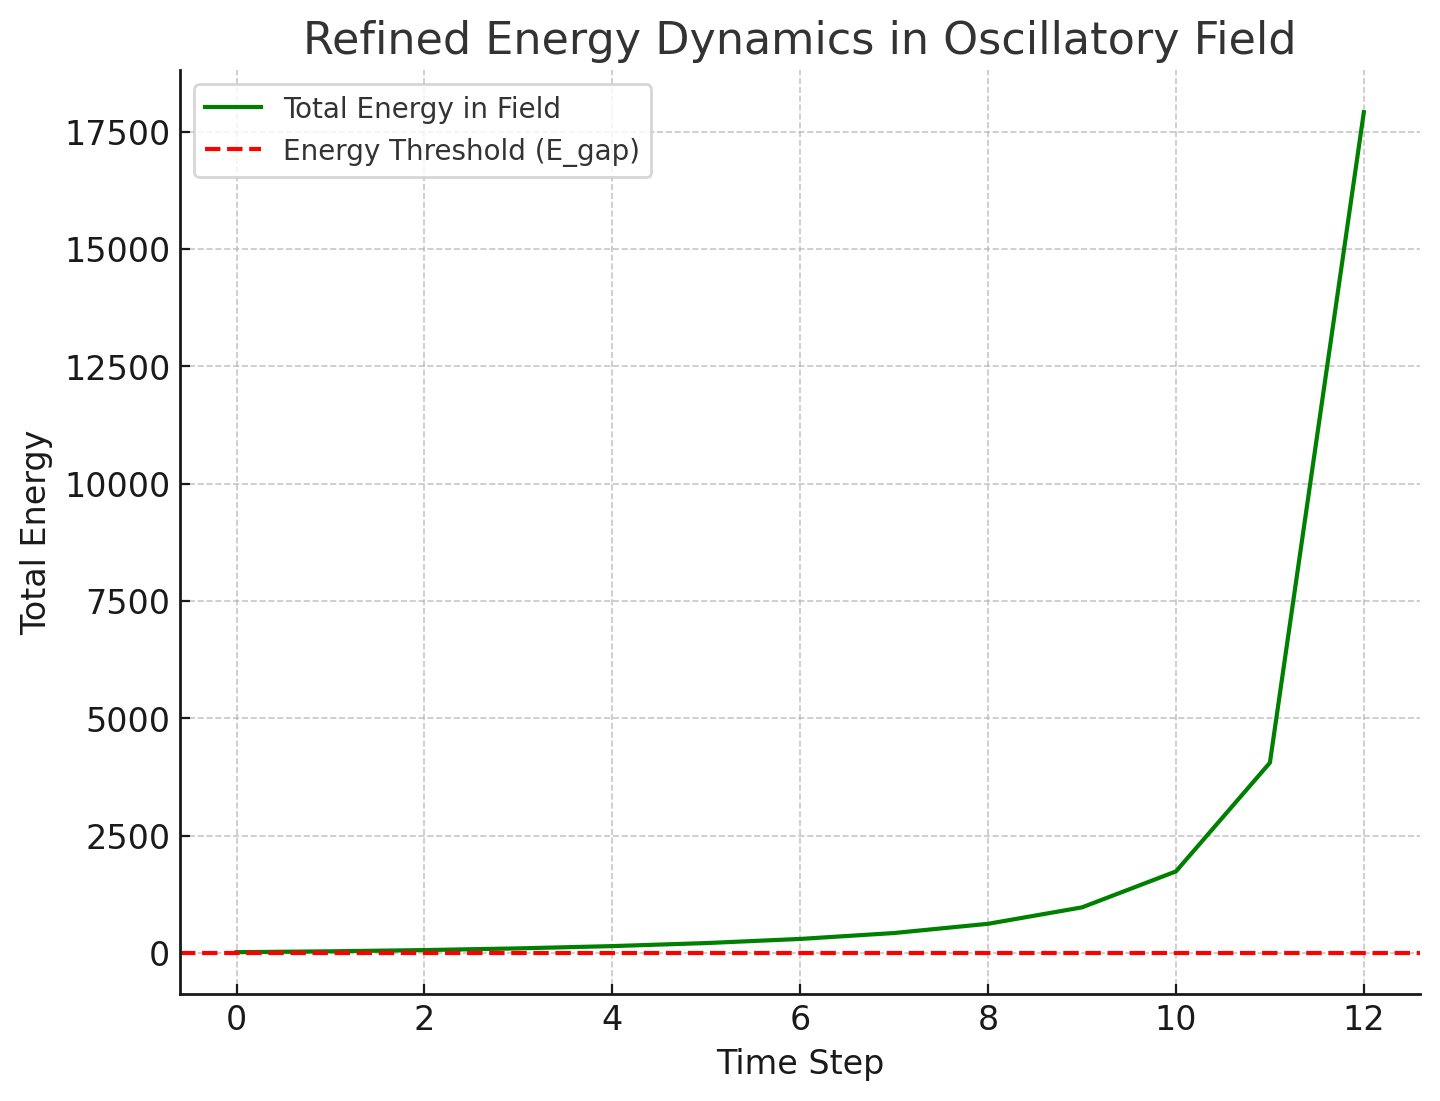 Refined Energy Dynamics in Oscillatory Field
Total Energy in Field
Energy Threshold (E_gap)
17500
15000
12500
10000
7500
5000
2500
0
Total Energy
0 2 4 6 8 10 12
Time Step